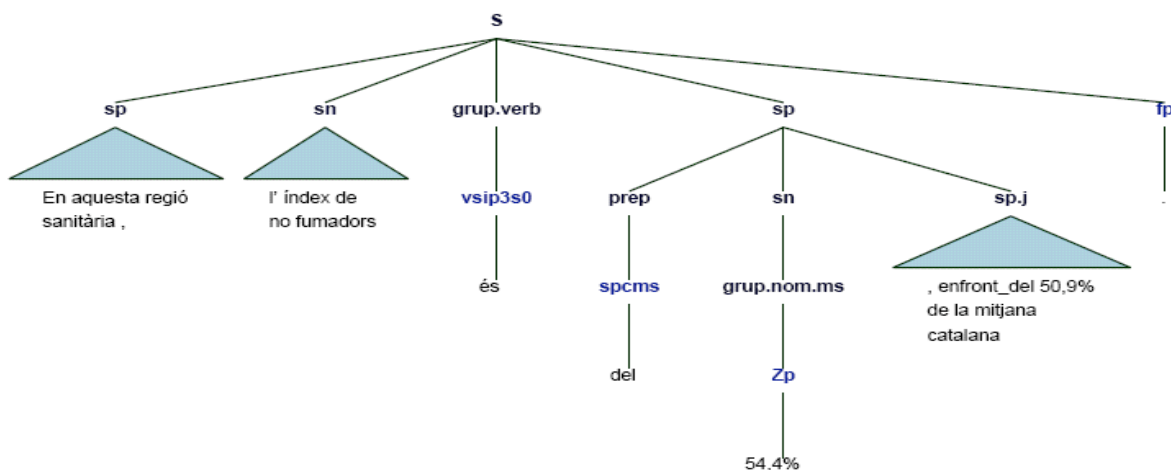 S
sp sn grup.verb sp fp
En aquesta regió
sanitària ,
l' índex de
no fumadors
vsip3s0 prep sn sp.j .
és spcms grup.nom.ms
, enfront_del 50,9%
de la mitjana
catalana
del Zp
54.4%